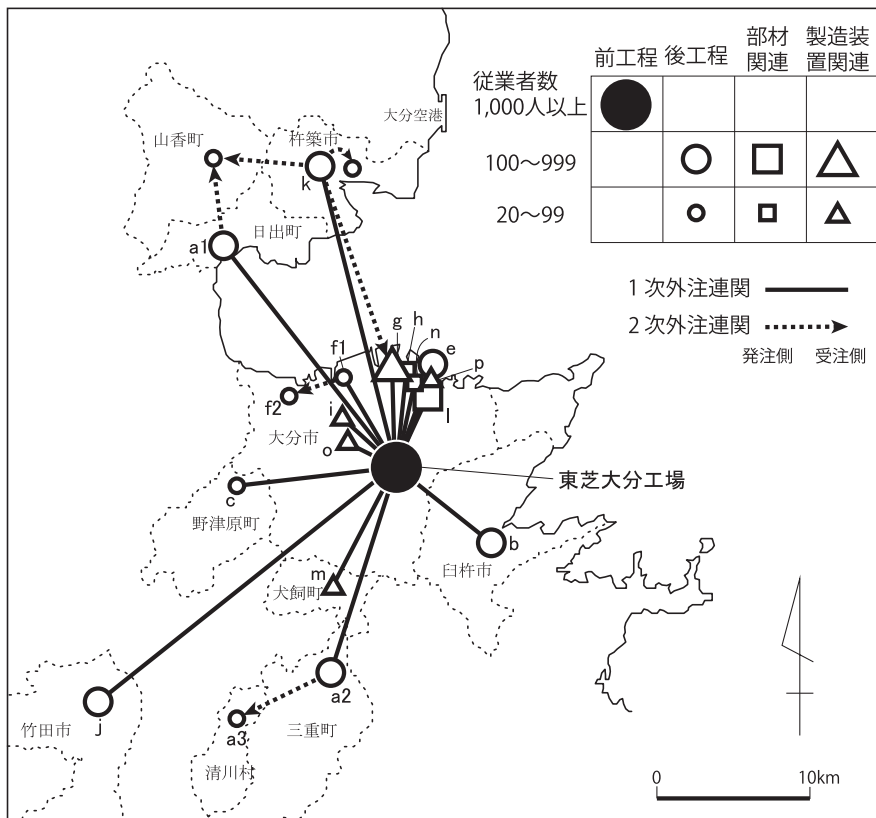 前工程
後工程
部材
関連
製造装
置関連
従業者数
1,000人以上
100～999
20～99
1次外注連関
2次外注連関
発注側
受注側
大分空港
山香町
杵築市
k
日出町
a1
g
h
n
e
f1
p
f2
i
l
大分市
o
東芝大分工場
c
野津原町
b
臼杵市
m
犬飼町
a2
j
竹田市
a3
三重町
清川村
0
10km